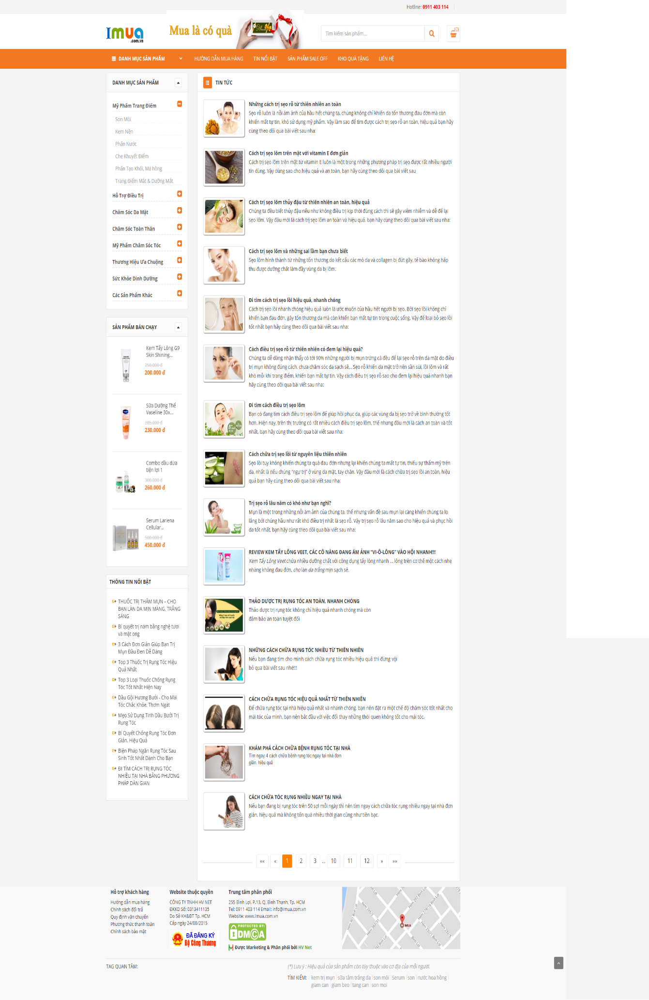 Hotline: 0911 403 114
Imua
.com.vn
Mua là có quà
Tìm kiếm sản phẩm...
(0)
DANH MỤC SẢN PHẨM
HƯỚNG DẪN MUA HÀNG
TIN NỔI BẬT
SẢN PHẨM SALE OFF
KHO QUÀ TẶNG
LIÊN HỆ
DANH MỤC SẢN PHẨM
Mỹ Phẩm Trang Điểm
Son Môi
Kem Nền
Phấn Nước
Che Khuyết Điểm
Phấn Tạo Khối, Má hồng
Trang Điểm Mắt & Dưỡng Mắt
Hỗ Trợ Điều Trị
Chăm Sóc Da Mặt
Chăm Sóc Toàn Thân
Mỹ Phẩm Chăm Sóc Tóc
Thương Hiệu Ưa Chuộng
Sức Khỏe Dinh Dưỡng
Các Sản Phẩm Khác
SẢN PHẨM BÁN CHẠY
Kem Tẩy Lông G9
Skin Shining...
250.000 đ
200.000 đ
Sữa Dưỡng Thể
Vaseline 30x...
285.000 đ
230.000 đ
Combo dầu dừa
tiện lợi 1
300.000 đ
260.000 đ
Serum Lariena
Cellular...
500.000 đ
450.000 đ
THÔNG TIN NỔI BẬT
THUỐC TRỊ THÂM MỤN – CHO
BẠN LÀN DA MỊN MÀNG, TRẮNG
SÁNG
Bí quyết trị nám bằng nghệ tươi
và mật ong
3 Cách Đơn Giản Giúp Bạn Trị
Mụn Đầu Đen Dễ Dàng
Top 3 Thuốc Trị Rụng Tóc Hiệu
Quả Nhất
Top 3 Loại Thuốc Chống Rụng
Tóc Tốt Nhất Hiện Nay
Dầu Gội Hương Bưởi - Cho Mái
Tóc Chắc Khỏe, Thơm Ngát
Mẹo Sử Dụng Tinh Dầu Bưởi Trị
Rụng Tóc
Bí Quyết Chống Rụng Tóc Đơn
Giản, Hiệu Quả
Biện Pháp Ngăn Rụng Tóc Sau
Sinh Tốt Nhất Dành Cho Bạn
ĐI TÌM CÁCH TRỊ RỤNG TÓC
NHIỀU TẠI NHÀ BẰNG PHƯƠNG
PHÁP DÂN GIAN
TIN TỨC
Những cách trị sẹo rỗ từ thiên nhiên an toàn
Sẹo rỗ luôn là nỗi ám ảnh của hầu hết chúng ta, chúng không chỉ khiến da tổn thương đau đớn mà còn
khiến mất tự tin, khó sử dụng mỹ phẩm. Vậy làm sao để tìm được cách trị sẹo rỗ an toàn, hiệu quả bạn hãy
cùng theo dõi qua bài viết sau nha:
Cách trị sẹo lõm trên mặt với vitamin E đơn giản
Cách trị sẹo lõm trên mặt từ vitamin E luôn là một trong những phương pháp trị sẹo được rất nhiều người
tin dùng. Vậy dùng sao cho hiệu quả và an toàn, bạn hãy cùng theo dõi qua bài viết sau
Cách trị sẹo lõm thủy đậu từ thiên nhiên an toàn, hiệu quả
Chúng ta đều biết thủy đậu nếu như không điều trị kịp thời đúng cách thì sẽ gây viêm nhiễm và dễ để lại
sẹo lõm. Vậy đâu mới là cách trị sẹo lõm an toàn và hiệu quả, bạn hãy cùng theo dõi qua bài viết sau nha:
Cách trị sẹo lõm và những sai lầm bạn chưa biết
Sẹo lõm hình thành từ những tổn thương do kết cấu các mô da và collagen bị đứt gãy, tế bào không hấp
thu được dưỡng chất làm đầy vùng da bị lõm.
Đi tìm cách trị sẹo lồi hiệu quả, nhanh chóng
Cách trị sẹo lồi nhanh chóng hiệu quả luôn là ước muốn của hầu hết người bị sẹo. Bởi sẹo lồi không chỉ
khiến bạn đau đớn, gây tổn thương da mà còn khiến bạn mất tự tin trong cuộc sống. Vậy để loại bỏ sẹo lồi
tốt nhất bạn hãy cùng theo dõi qua bài viết sau nha:
Cách điều trị sẹo rỗ từ thiên nhiên có đem lại hiệu quả?
Chúng ta dễ dàng nhận thấy có tới 90% những người bị mụn trứng cá đều để lại sẹo rỗ trên da mặt do điều
trị mụn không đúng cách, chưa chăm sóc da sạch sẽ,.. Sẹo rỗ khiến da mặt trở nên sần sùi, lồi lõm và rất
khó mỗi khi trang điểm, khiến bạn mất tự tin. Vậy cách điều trị sẹo rỗ sao cho đem lại hiệu quả nhanh bạn
hãy cùng theo dõi qua bài viết sau nha:
Đi tìm cách điều trị sẹo lõm
Bạn có đang tìm cách điều trị sẹo lõm để giúp hồi phục da, giúp các vùng da bị sẹo trở về bình thường tốt
hơn. Hiện nay, trên thị trường có rất nhiều cách điều trị sẹo lõm, thế nhưng đâu mới là cách an toàn và tốt
nhất, bạn hãy cùng theo dõi qua bài viết sau nha:
Cách chữa trị sẹo lồi từ nguyên liệu thiên nhiên
Sẹo lồi tuy không khiến chúng ta quá đau đớn nhưng lại khiến chúng ta mất tự tin, thiếu sự thẩm mỹ trên
da, nhất là nếu chúng “ngự trị” ở vùng da mặt, tay chân. Vậy đâu mới là cách chữa trị sẹo lồi an toàn, hiệu
quả bạn hãy cùng theo dõi qua bài viết sau nha:
Trị sẹo rỗ lâu năm có khó như bạn nghĩ?
Mụn là một trong những nỗi ám ảnh của chúng ta, thế nhưng vấn đề sau mụn lại càng khiến chúng ta lo
lắng bởi chúng hầu như rất khó điều trị nhất là sẹo rỗ. Vậy trị sẹo rỗ lâu năm sao cho hiệu quả và phục hồi
da tốt nhất, bạn hãy cùng theo dõi qua bài viết sau nha:
REVIEW KEM TẨY LÔNG VEET, CÁC CÔ NÀNG ĐANG ÁM ẢNH “VI-Ô-LÔNG” VÀO HỘI NHANH!!!
Kem Tẩy Lông Veet chứa nhiều dưỡng chất với công dụng tẩy lông nhanh ... lông trên cơ thể một cách nhẹ
nhàng không đau đớn, cho làn da trắng mịn sạch sẽ.
THẢO DƯỢC TRỊ RỤNG TÓC AN TOÀN, NHANH CHÓNG
Thảo dược trị rụng tóc không chỉ hiệu quả nhanh chóng mà còn
đảm bảo an toàn tuyệt đối
NHỮNG CÁCH CHỮA RỤNG TÓC NHIỀU TỪ THIÊN NHIÊN
Nếu bạn đang tìm cho mình cách chữa rụng tóc nhiều hiệu quả thì đừng vội
bỏ qua bài viết sau nhé!!!
CÁCH CHỮA RỤNG TÓC HIỆU QUẢ NHẤT TỪ THIÊN NHIÊN
Để chữa rụng tóc tại nhà hiệu quả nhất và nhanh chóng, bạn nên đặt ra một chế độ chăm sóc tốt nhất cho
mái tóc của mình, bạn nên bắt đầu với việc đổi thay những thói quen không tốt cho mái tóc.
KHÁM PHÁ CÁCH CHỮA BỆNH RỤNG TÓC TẠI NHÀ
Tìm ngay 4 cách chữa bệnh rụng tóc ngay tại nhà đơn
giản, hiệu quả
CÁCH CHỮA TÓC RỤNG NHIỀU NGAY TẠI NHÀ
Nếu bạn đang bị rụng tóc trên 50 sợi mỗi ngày thì nên tìm ngay cách chữa tóc rụng nhiều ngay tại nhà đơn
giản, hiệu quả mà không tốn quá nhiều thời gian cũng như tiền bạc.
«« « 1 2 3 ... 10 11 12 » »»
Hỗ trợ khách hàng
Hướng dẫn mua hàng
Chính sách đổi trả
Quy định vận chuyển
Phương thức thanh toán
Chính sách bảo mật
Website thuộc quyền
CÔNG TY TNHH HV NET
ĐKKD Số: 0313411135
Do Sở KH&ĐT Tp. HCM
Cấp ngày 24/08/2015
ĐÃ ĐĂNG KÝ
Bộ Công Thương
Trung tâm phân phối
255 Bình Lợi, P.13, Q. Bình Thạnh, Tp. HCM
Tel: 0911 403 114 Email: info@imua.com.vn
Website: www.imua.com.vn
PROTECTED BY:
DMCA
Được Marketing & Phân phối bởi HV Net
IMUA
TAG QUAN TÂM:
(*) Lưu ý : Hiệu quả của sản phẩm còn tùy thuộc vào cơ địa của mỗi người.
TÌM KIẾM: kem trị mụn sữa tắm trắng da son môi Serum son nước hoa hồng
giam can giam beo tang can son moi